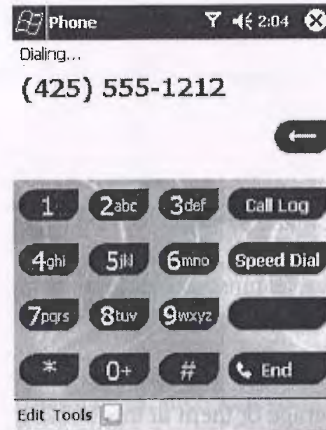 Phone 2:04
Dialing...
(425) 555-1212
1 2abc 3def Call Log
4ghi 5jkl 6mno Speed Dial
7pqrs 8tuv 9wxyz
* 0+ # End
Edit Tools